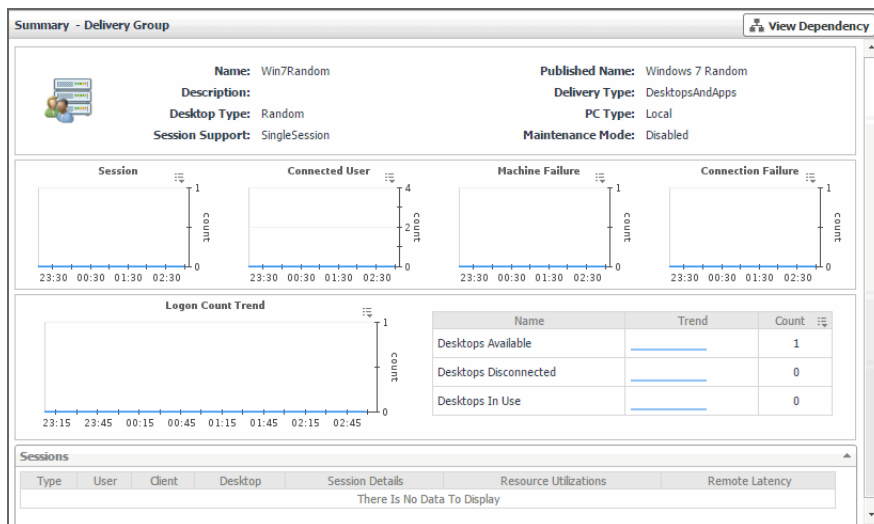 Summary - Delivery Group
View Dependency
Name: Win7Random
Published Name: Windows 7 Random
Description:
Delivery Type: DesktopsAndApps
Desktop Type: Random
PC Type: Local
Session Support: SingleSession
Maintenance Mode: Disabled
Session
1
count
0
23:30 00:30 01:30 02:30
Connected User
4
2
count
0
23:30 00:30 01:30 02:30
Machine Failure
1
count
0
23:30 00:30 01:30 02:30
Connection Failure
1
count
0
23:30 00:30 01:30 02:30
Logon Count Trend
1
count
0
23:15 23:45 00:15 00:45 01:15 01:45 02:15 02:45
Name Trend Count
Desktops Available 1
Desktops Disconnected 0
Desktops In Use 0
Sessions
Type User Client Desktop Session Details Resource Utilizations Remote Latency
There Is No Data To Display